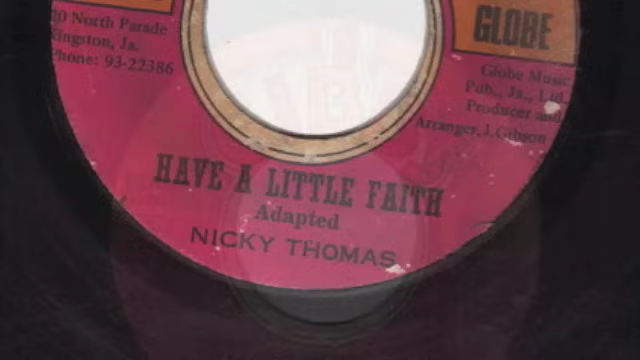 20 North Parade
Kingston, Ja.
Phone: 93-22386
GLOBE
Globe Music
Pub., Ja., Ltd.
Producer and
Arranger, J. Gibson
HAVE A LITTLE FAITH
Adapted
NICKY THOMAS